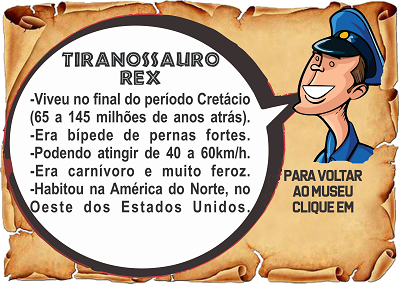 TIRANOSSAURO
REX
-Viveu no final do período Cretácio
(65 a 145 milhões de anos atrás).
-Era bípede de pernas fortes.
-Podendo atingir de 40 a 60km/h.
-Era carnívoro e muito feroz.
-Habitou na América do Norte, no
Oeste dos Estados Unidos.
PARA VOLTAR
AO MUSEU
CLIQUE EM